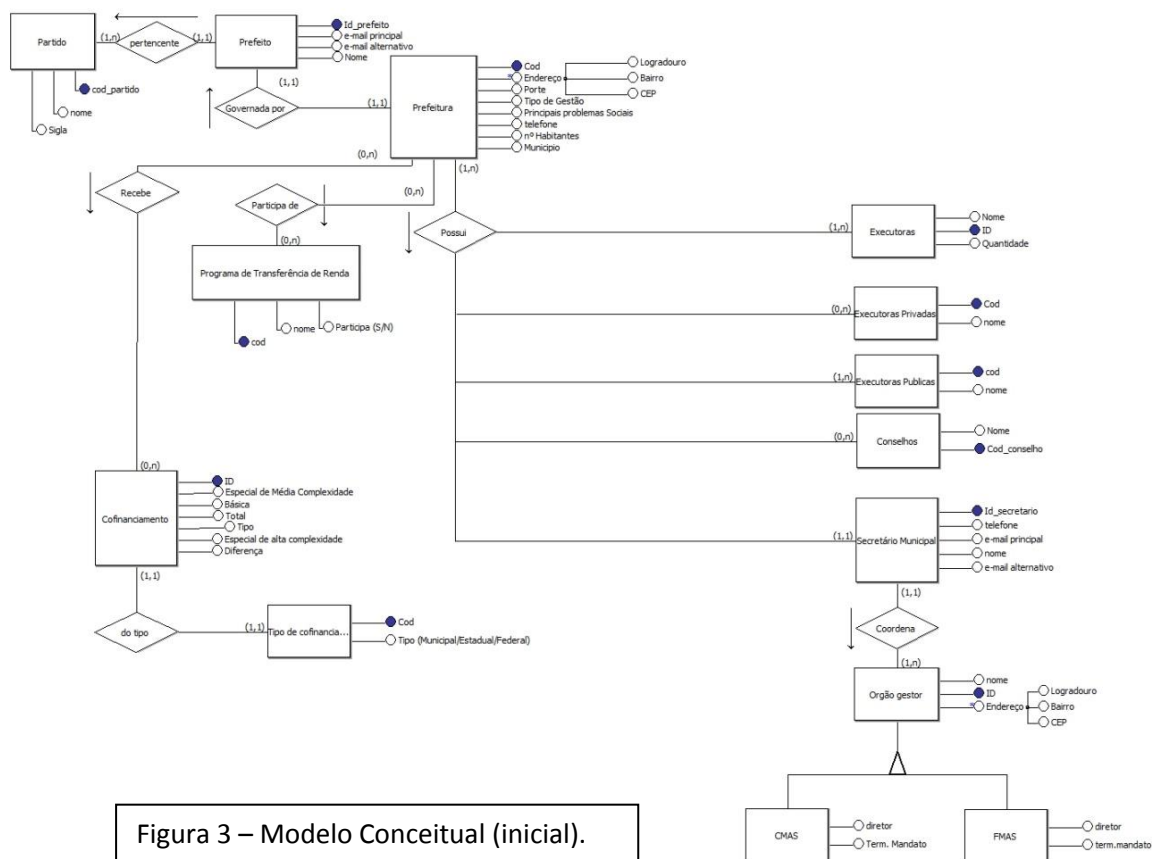 Partido
(1,n)
pertencente
(1,1)
Prefeito
Id_prefeito
e-mail principal
e-mail alternativo
Nome
cod_partido
nome
Sigla
(1,1)
Governada por
(1,1)
Prefeitura
Cod
Endereço
Porte
Tipo de Gestão
Principais problemas Sociais
telefone
nº Habitantes
Municipio
Logradouro
Bairro
CEP
(0,n)
(0,n)
(1,n)
Recebe
Participa de
(0,n)
Programa de Transferência de Renda
cod
nome
Participa (S/N)
Possui
(1,n)
Executoras
Nome
ID
Quantidade
(0,n)
Executoras Privadas
Cod
nome
(1,n)
Executoras Publicas
cod
nome
(0,n)
Conselhos
Nome
Cod_conselho
(0,n)
Cofinanciamento
ID
Especial de Média Complexidade
Básica
Total
Tipo
Especial de alta complexidade
Diferença
(1,1)
do tipo
(1,1)
Tipo de cofinancia...
Cod
Tipo (Municipal/Estadual/Federal)
(1,1)
Secretário Municipal
Id_secretario
telefone
e-mail principal
nome
e-mail alternativo
(1,1)
Coordena
(1,n)
Orgão gestor
nome
ID
Endereço
Logradouro
Bairro
CEP
CMAS
diretor
Term. Mandato
FMAS
diretor
term.mandato
Figura 3 – Modelo Conceitual (inicial).